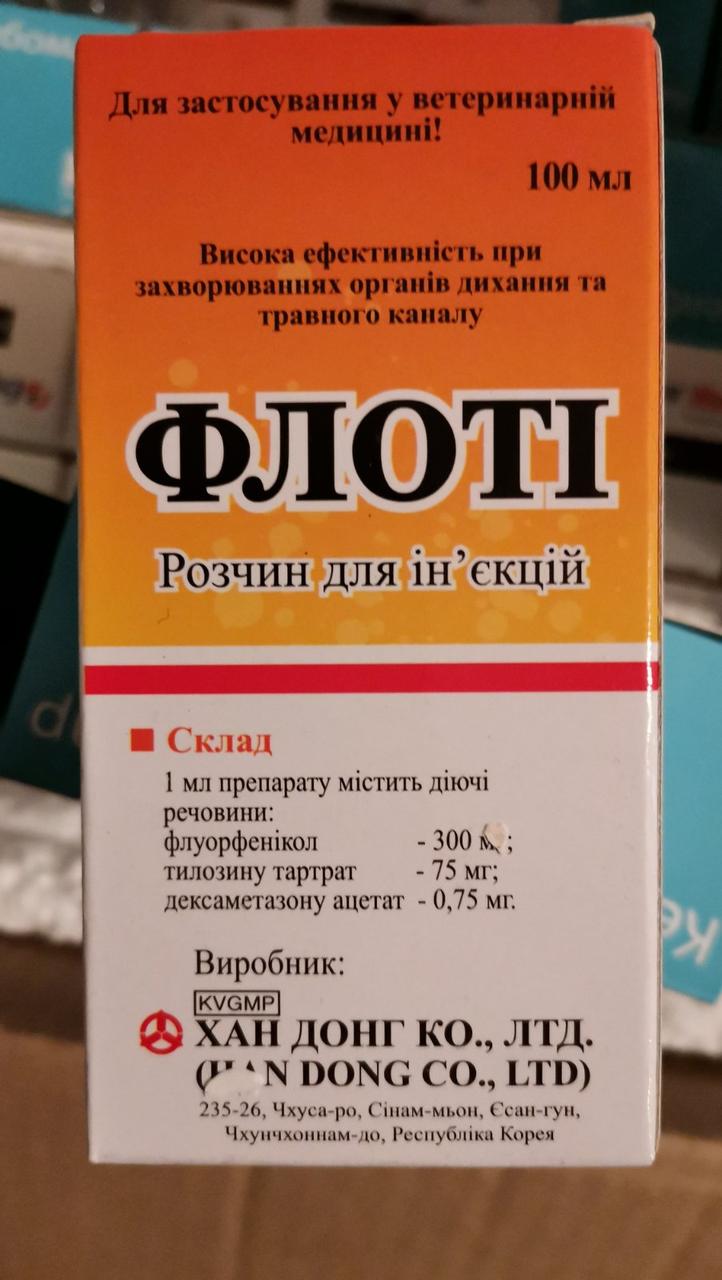 Для застосування у ветеринарній
медицині!
100 мл
Висока ефективність при
захворюваннях органів дихання та
травного каналу
ФЛОТІ
Розчин для ін’єкцій
Склад
1 мл препарату містить діючі
речовини:
флуорфенікол - 300 ;
тилозину тартрат - 75 мг;
дексаметазону ацетат - 0,75 мг.
Виробник:
KVGMP
ХАН ДОНГ КО., ЛТД.
DONG CO., LTD)
235-26, Чхуса-ро, Сінам-мьон, Єсан-гун,
Чхунчхоннам-до, Республіка Корея